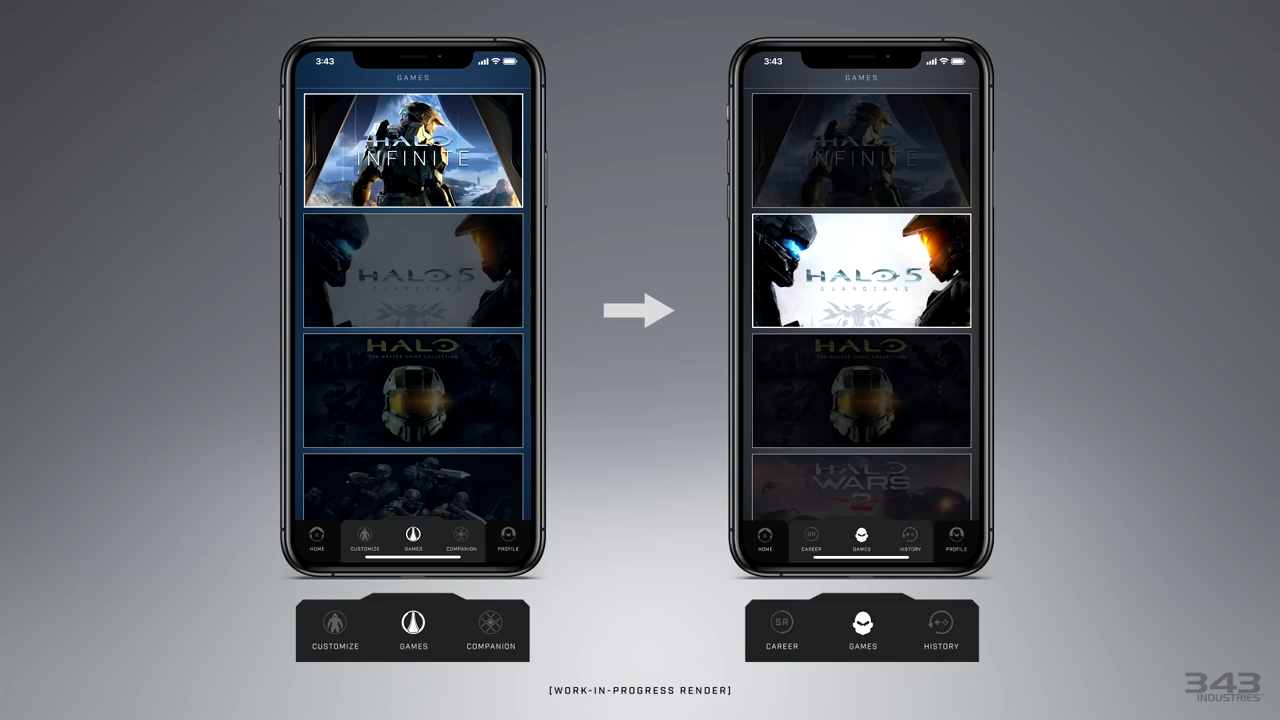 3:43
GAMES
HALO
INFINITE
HALO 5
GUARDIANS
HALO
THE MASTER CHIEF COLLECTION
HOME
CUSTOMIZE
GAMES
COMPANION
PROFILE
CUSTOMIZE
GAMES
COMPANION
3:43
GAMES
HALO
INFINITE
HALO 5
GUARDIANS
HALO
THE MASTER CHIEF COLLECTION
HALO
WARS
2
HOME
SR
CAREER
GAMES
HISTORY
PROFILE
SR
CAREER
GAMES
HISTORY
[WORK-IN-PROGRESS RENDER]
343
INDUSTRIES